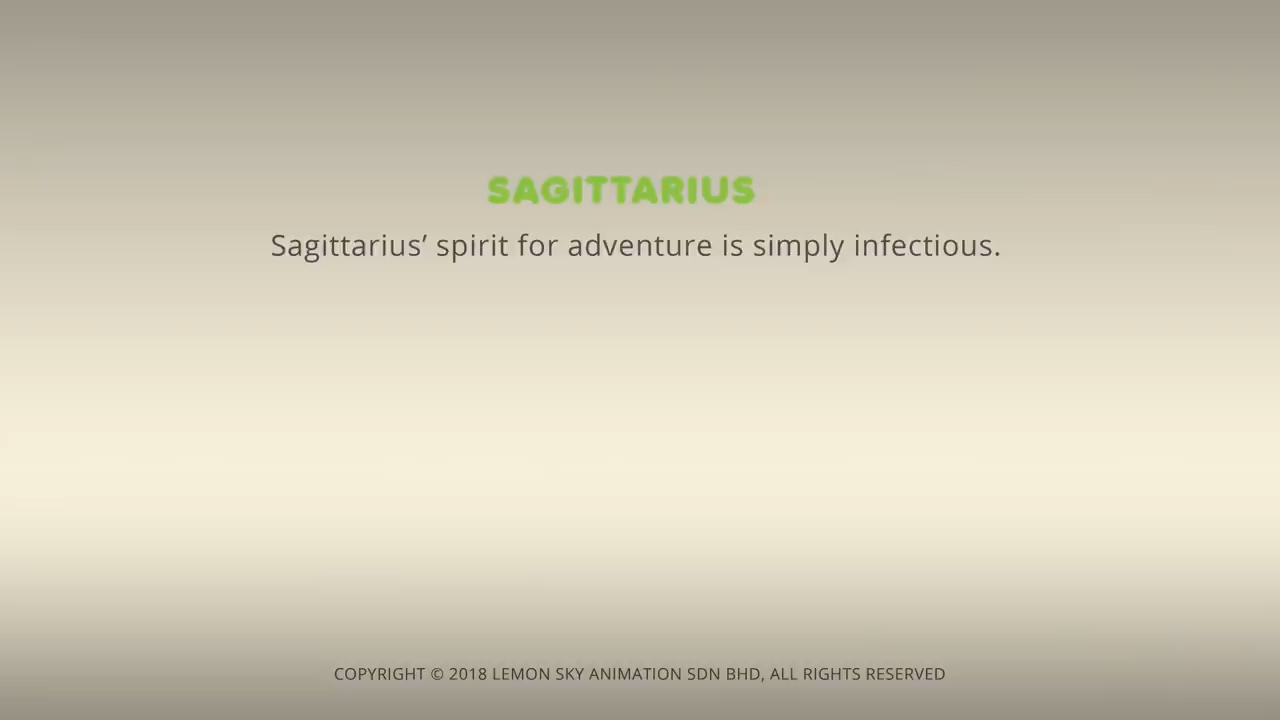 SAGITTARIUS
Sagittarius’ spirit for adventure is simply infectious.
COPYRIGHT © 2018 LEMON SKY ANIMATION SDN BHD, ALL RIGHTS RESERVED